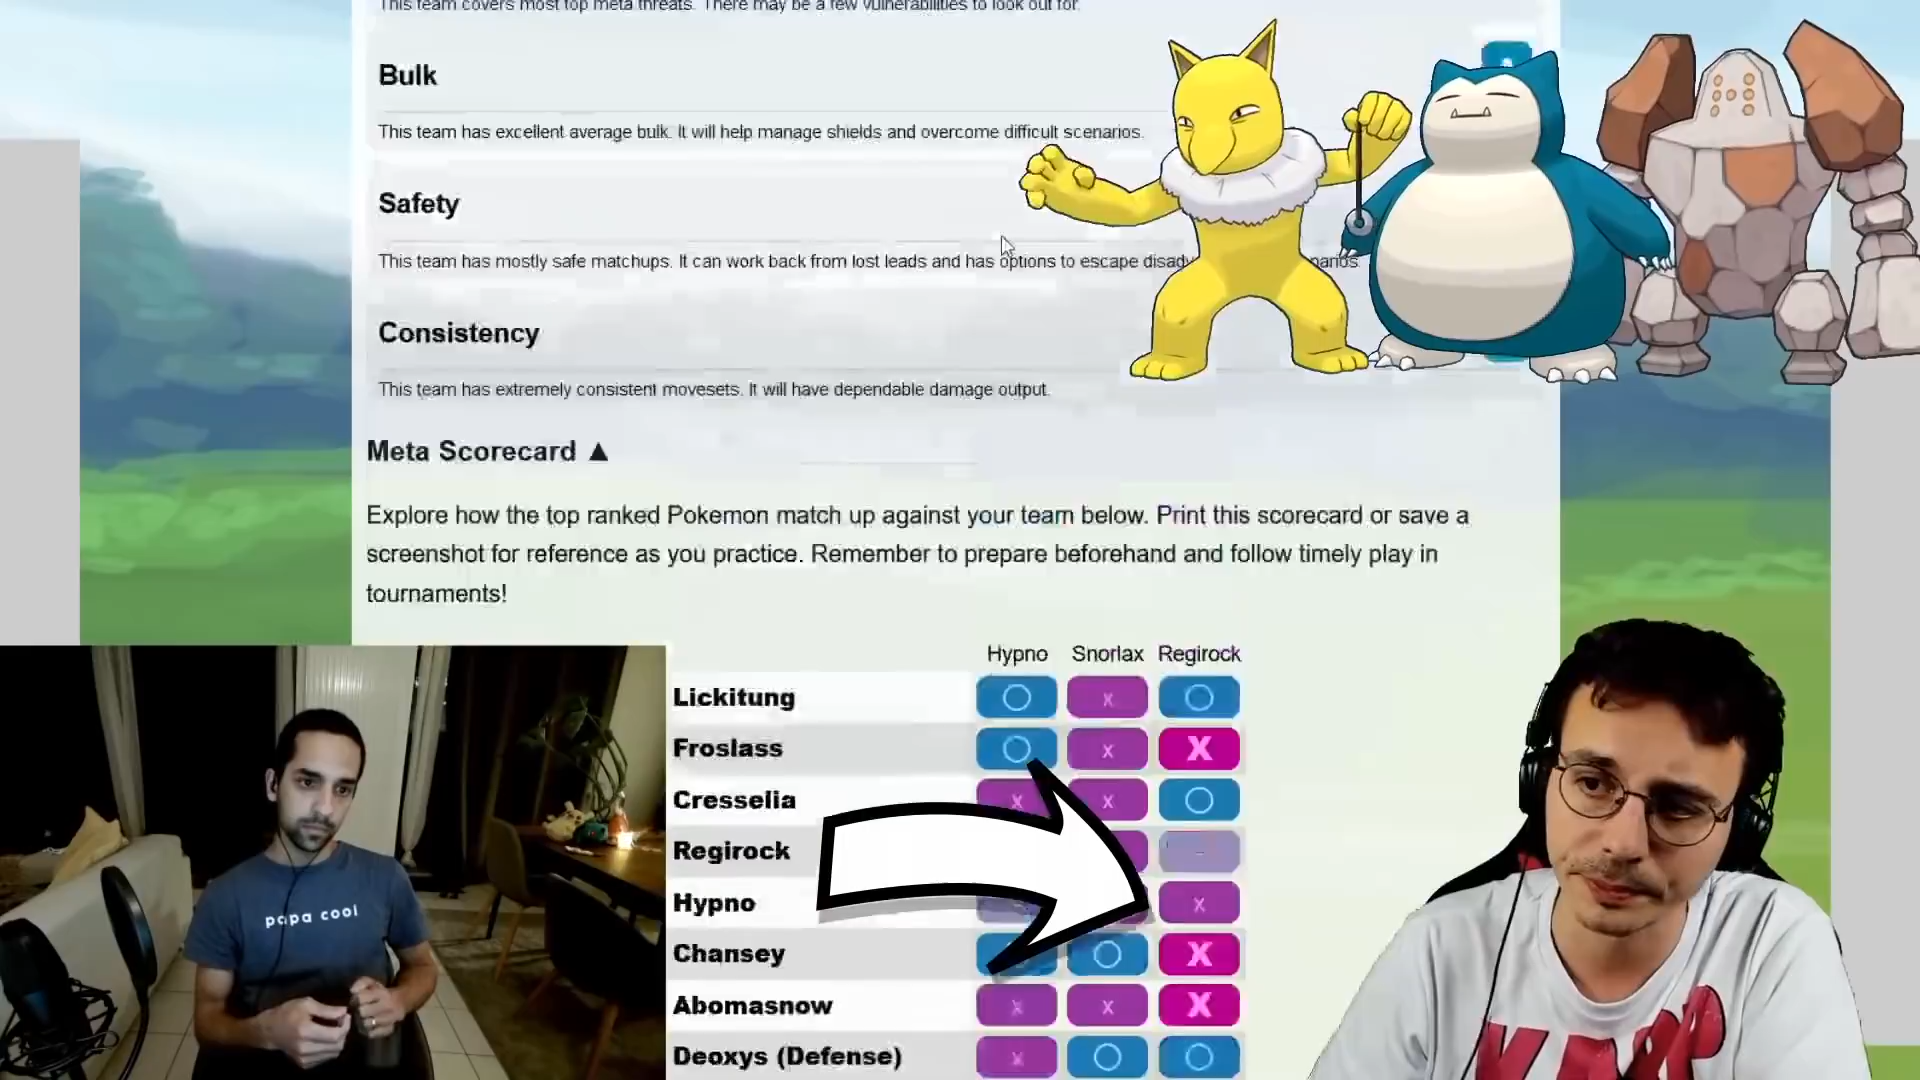 This team covers most top meta threats. There may be a few vulnerabilities to look out for.
Bulk
This team has excellent average bulk. It will help manage shields and overcome difficult scenarios.
Safety
This team has mostly safe matchups. It can work back from lost leads and has options to escape disadv narios.
Consistency
This team has extremely consistent movesets. It will have dependable damage output.
Meta Scorecard ▲
Explore how the top ranked Pokemon match up against your team below. Print this scorecard or save a
screenshot for reference as you practice. Remember to prepare beforehand and follow timely play in
tournaments!
Hypno Snorlax Regirock
Lickitung x
Froslass x X
Cresselia x x
Regirock
Hypno x
Chansey X
Abomasnow x x X
Deoxys (Defense) x
papa cool